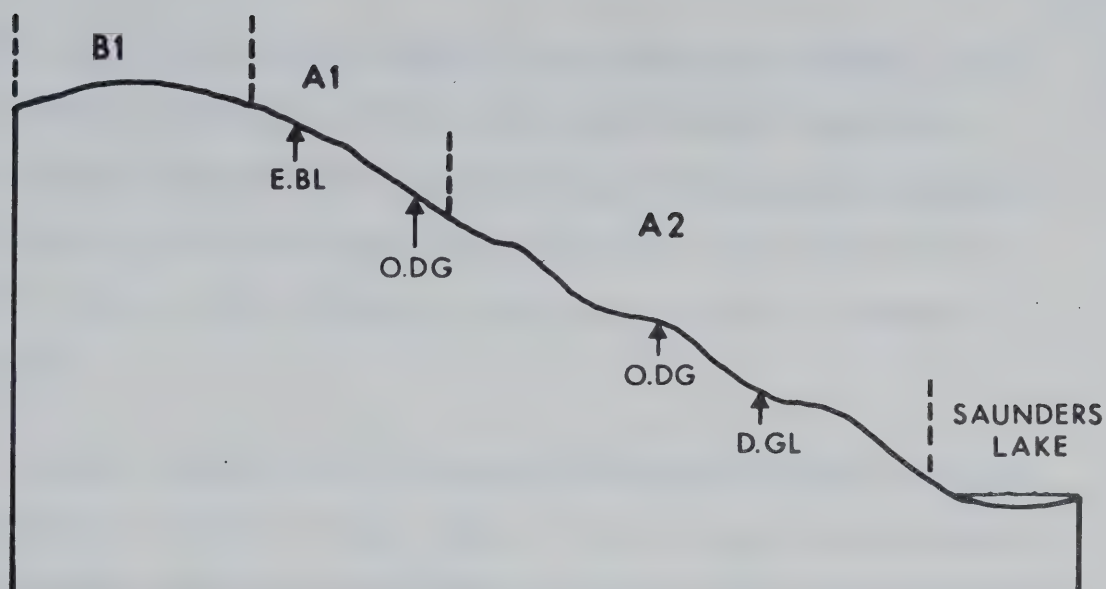 B1
A1
E.BL
O.DG
A2
O.DG
D.GL
SAUNDERS
LAKE